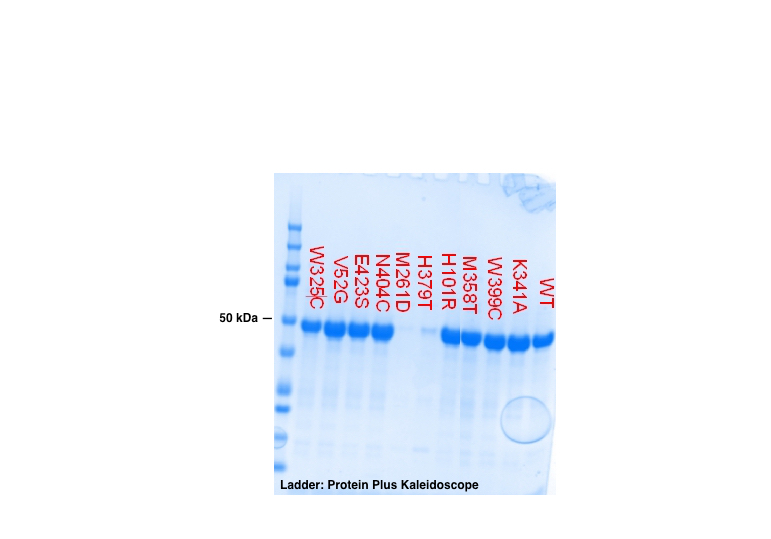 W325C
V52G
E423S
N404C
M261D
H379T
H101R
M358T
W399C
K341A
WT
50 kDa
Ladder: Protein Plus Kaleidoscope